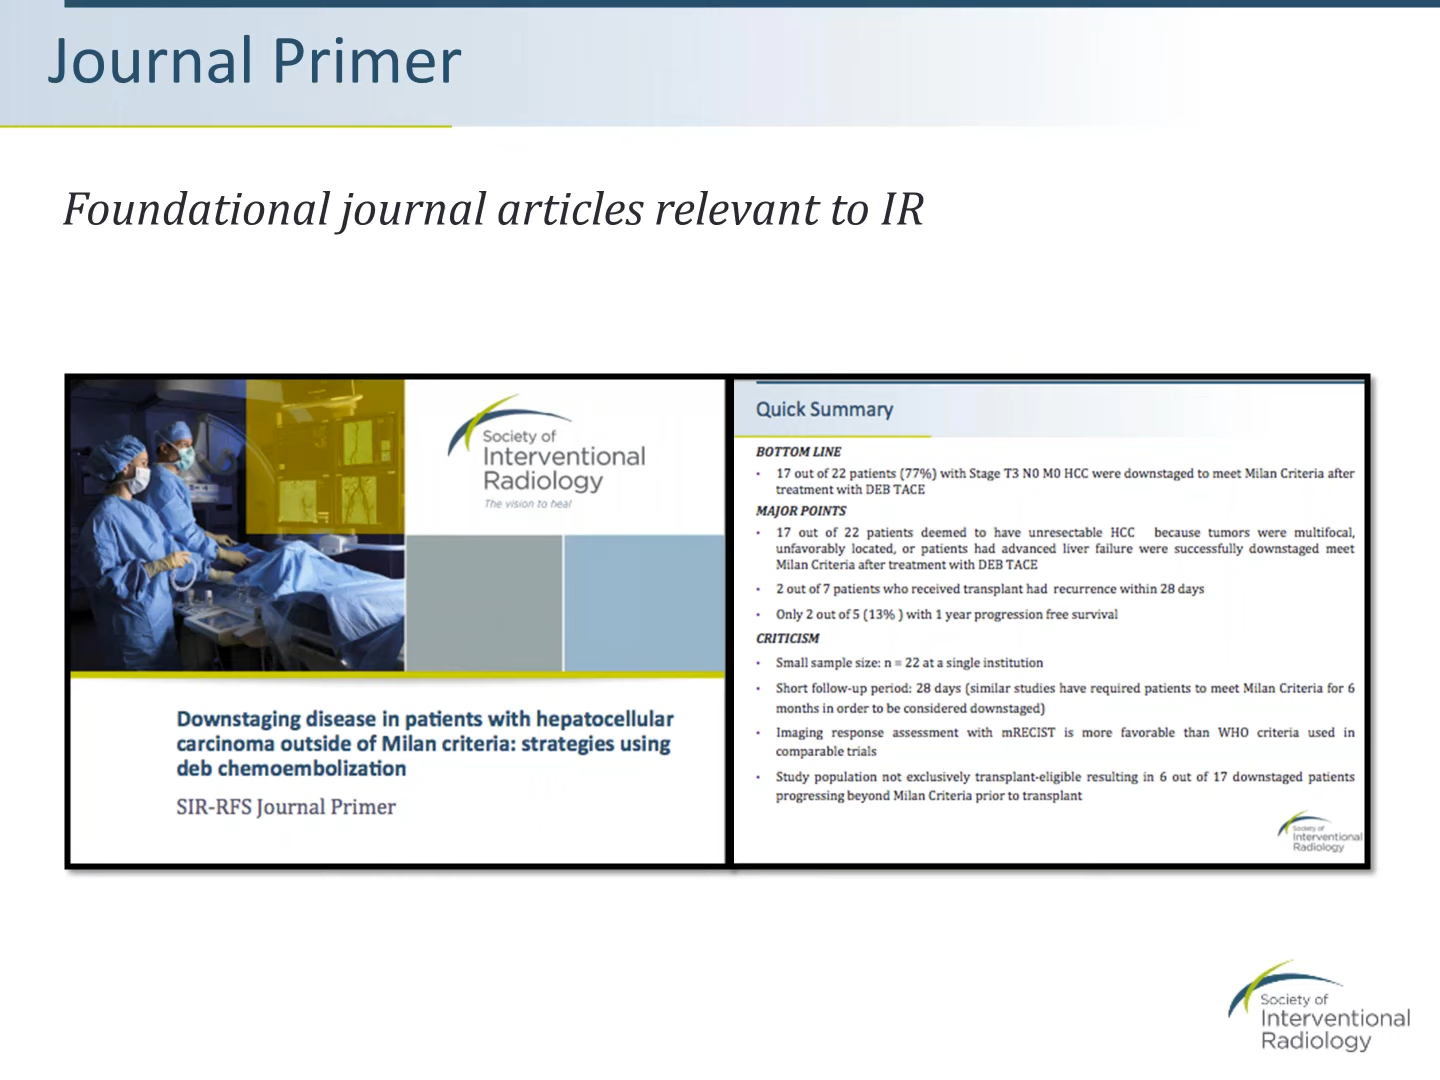 Journal Primer
Foundational journal articles relevant to IR
Society of
Interventional
Radiology
The vision to heal
Downstaging disease in patients with hepatocellular
carcinoma outside of Milan criteria: strategies using
deb chemoembolization
SIR-RFS Journal Primer
Quick Summary
BOTTOM LINE
• 17 out of 22 patients (77%) with Stage T3 N0 M0 HCC were downstaged to meet Milan Criteria after
treatment with DEB TACE
MAJOR POINTS
• 17 out of 22 patients deemed to have unresectable HCC because tumors were multifocal,
unfavorably located, or patients had advanced liver failure were successfully downstaged meet
Milan Criteria after treatment with DEB TACE
• 2 out of 7 patients who received transplant had recurrence within 28 days
• Only 2 out of 5 (13% ) with 1 year progression free survival
CRITICISM
• Small sample size: n = 22 at a single institution
• Short follow-up period: 28 days (similar studies have required patients to meet Milan Criteria for 6
months in order to be considered downstaged)
• Imaging response assessment with mRECIST is more favorable than WHO criteria used in
comparable trials
• Study population not exclusively transplant-eligible resulting in 6 out of 17 downstaged patients
progressing beyond Milan Criteria prior to transplant
Society of
Interventional
Radiology
Society of
Interventional
Radiology